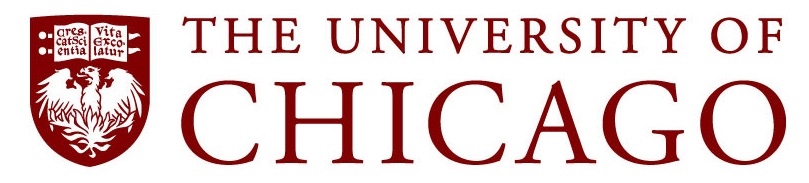 Cres. Vita
catSci Exco-
entia latur
THE UNIVERSITY OF
CHICAGO